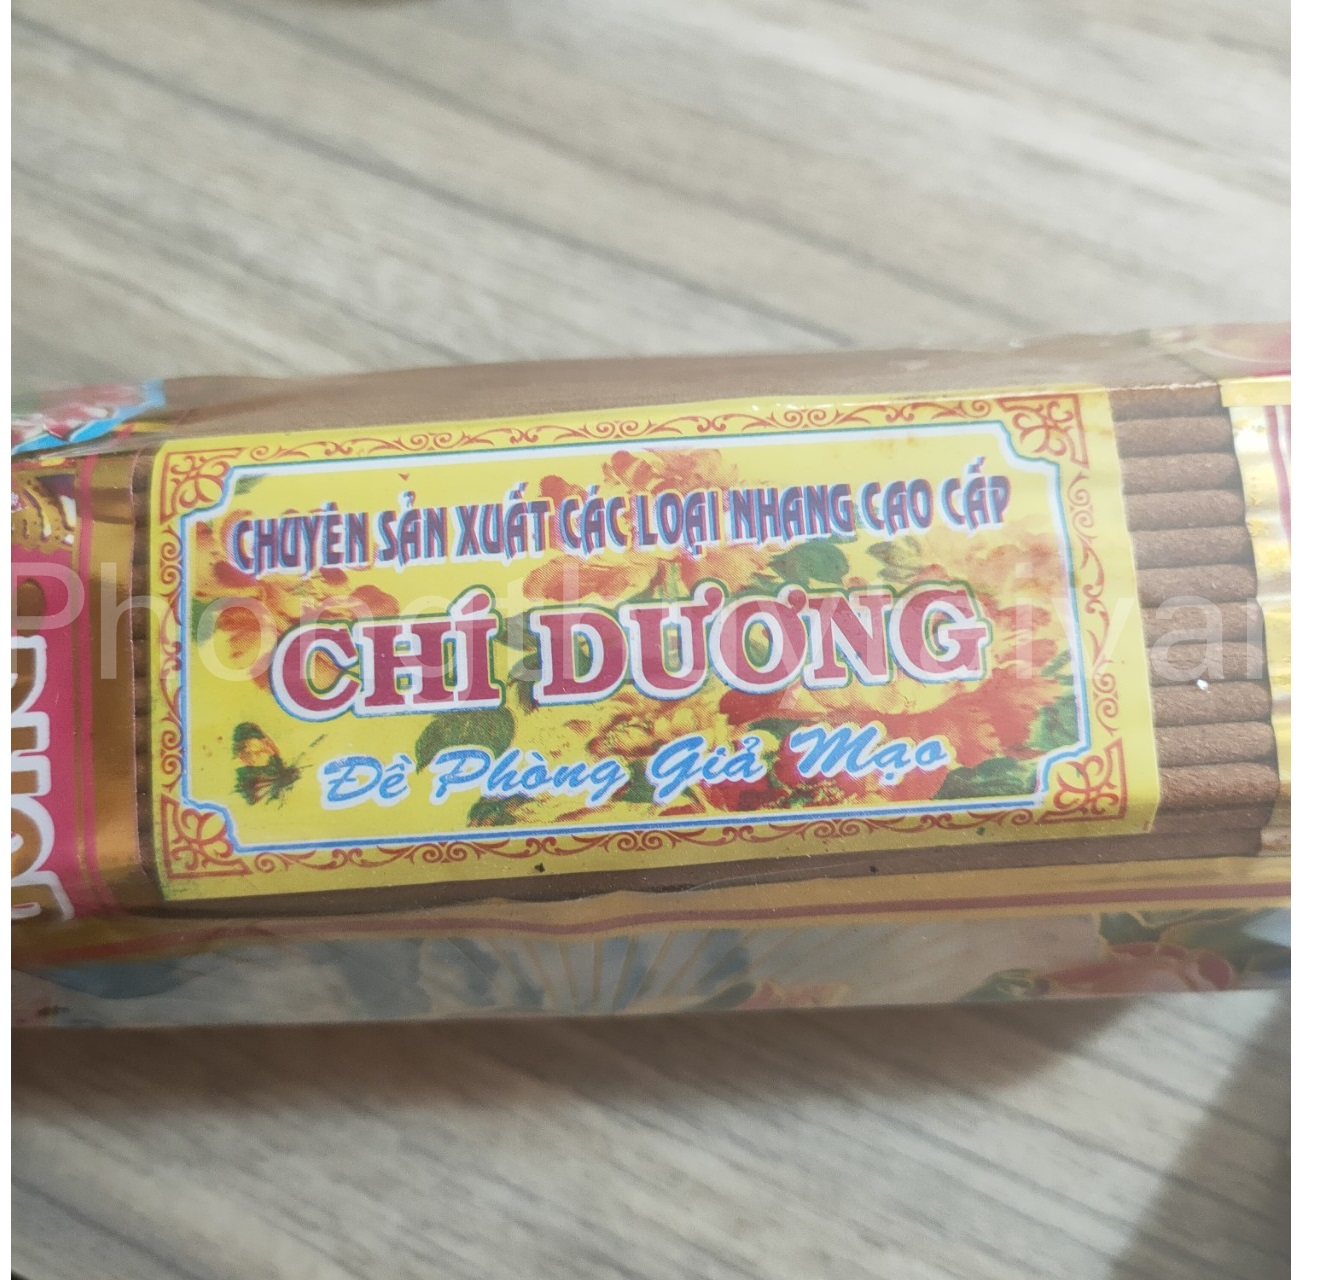 CHUYÊN SẢN XUẤT CÁC LOẠI NHANG CAO CẤP
CHÍ DƯƠNG
Đề Phòng Giả Mạo